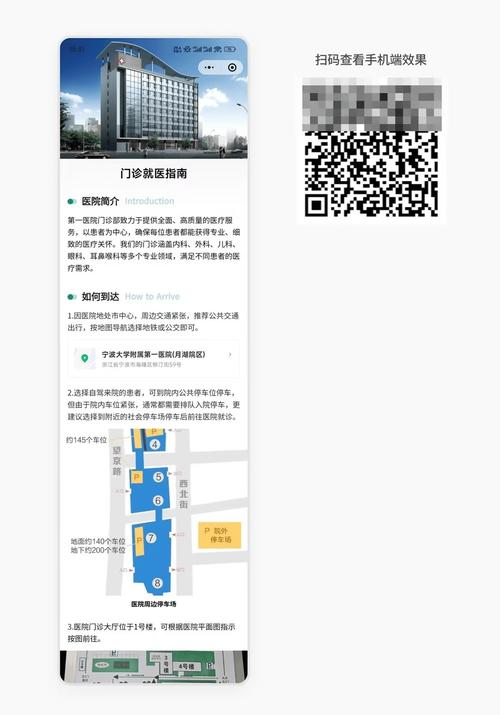 扫码查看手机端效果
门诊就医指南
医院简介 Introduction
第一医院门诊部致力于提供全面、高质量的医疗服
务，以患者为中心，确保每位患者都能获得专业、细
致的医疗关怀。我们的门诊涵盖内科、外科、儿科、
眼科、耳鼻喉科等多个专业领域，满足不同患者的医
疗需求。
如何到达 How to Arrive
1.因医院地处市中心，周边交通紧张，推荐公共交通
出行，按地图导航选择地铁或公交即可。
宁波大学附属第一医院(月湖院区)
浙江省宁波市海曙区柳汀街59号
2.选择自驾来院的患者，可到院内公共停车位停车，
但由于院内车位紧张，通常都需要排队入院停车，更
建议选择到附近的社会停车场停车后前往医院就诊。
约145个车位
P
④
望京路
P
⑤
西北街
⑥
P 院外
停车场
P
⑦
地面约140个车位
地下约200个车位
⑧
医院周边停车场
3.医院门诊大厅位于1号楼，可根据医院平面图指示
按图前往。
P
3号楼
4号楼
P